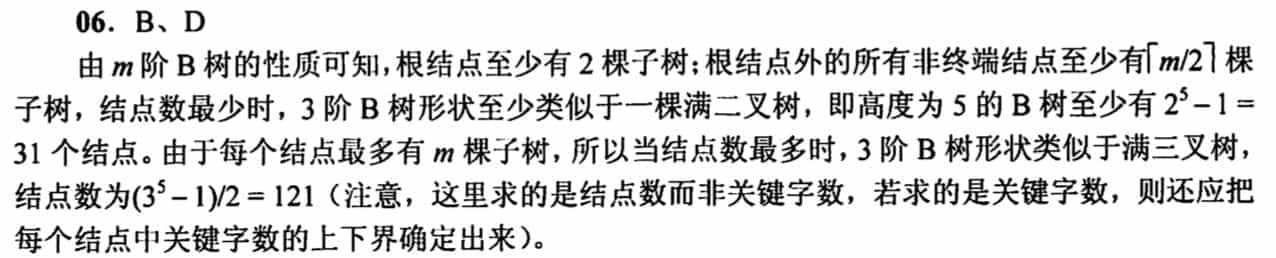 06. B、D
由 m 阶 B 树的性质可知，根结点至少有 2 棵子树；根结点外的所有非终端结点至少有⌈m/2⌉ 棵
子树，结点数最少时，3 阶 B 树形状至少类似于一棵满二叉树，即高度为 5 的 B 树至少有 2⁵ – 1 =
31 个结点。由于每个结点最多有 m 棵子树，所以当结点数最多时，3 阶 B 树形状类似于满三叉树，
结点数为(3⁵ – 1)/2 = 121（注意，这里求的是结点数而非关键字数，若求的是关键字数，则还应把
每个结点中关键字数的上下界确定出来）。